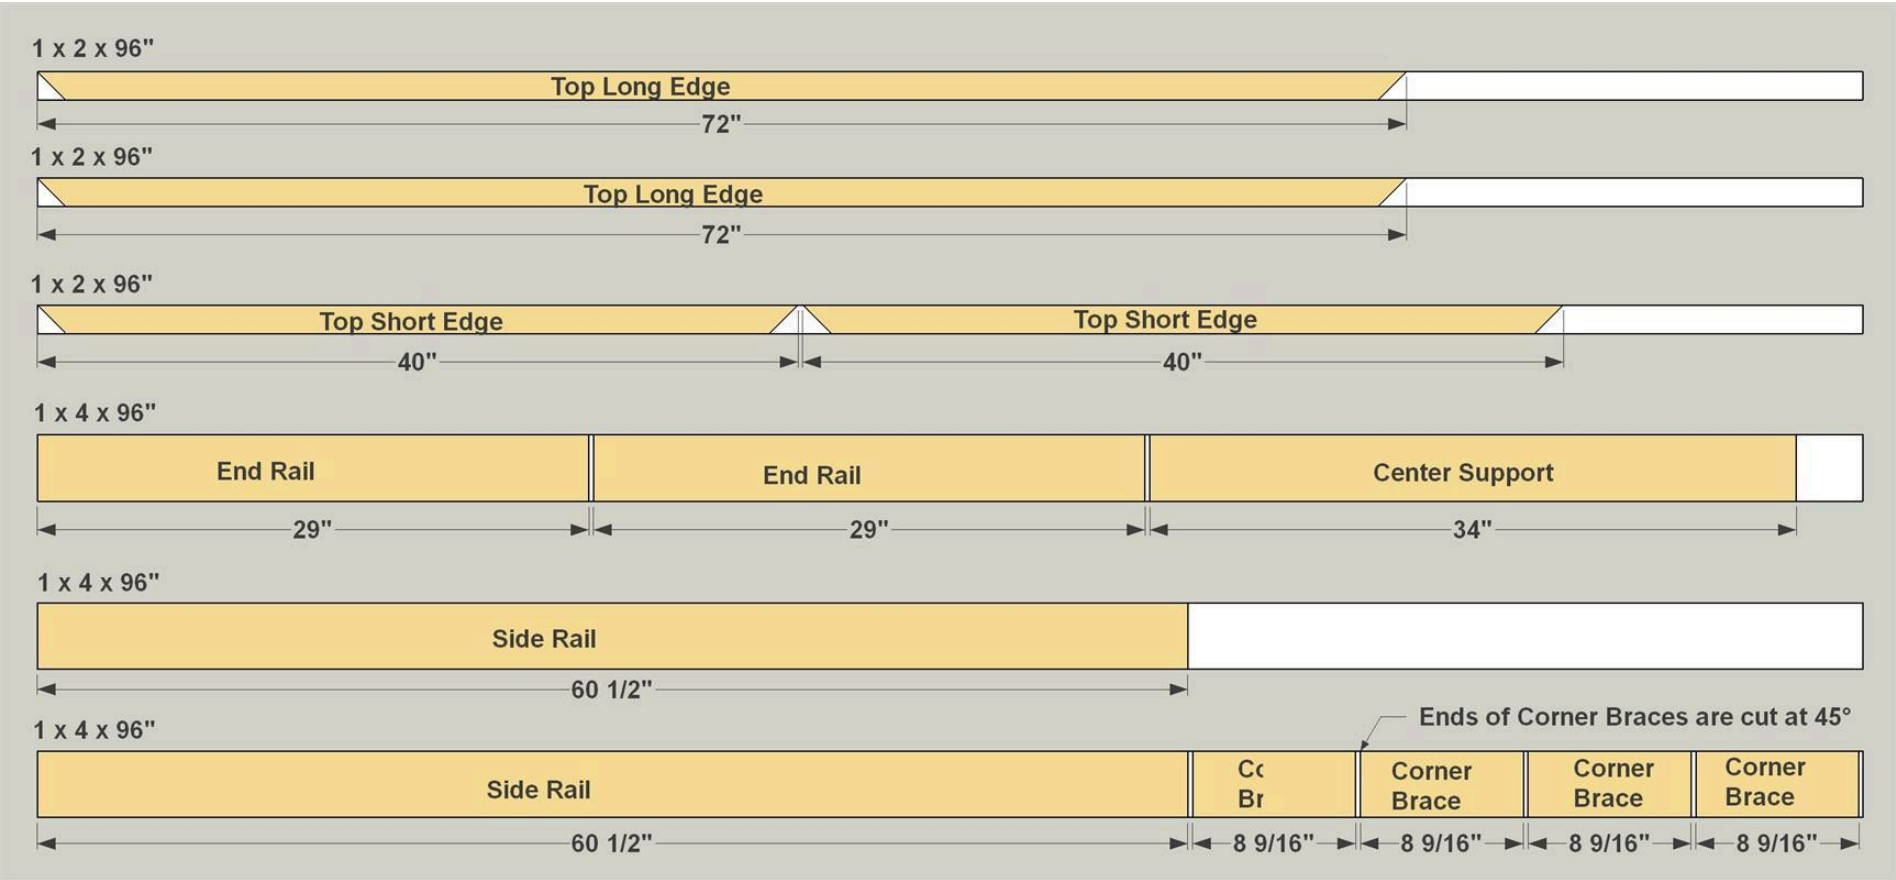 1 x 2 x 96"
Top Long Edge
72"
1 x 2 x 96"
Top Long Edge
72"
1 x 2 x 96"
Top Short Edge
Top Short Edge
40"
40"
1 x 4 x 96"
End Rail
End Rail
Center Support
29"
29"
34"
1 x 4 x 96"
Side Rail
60 1/2"
Ends of Corner Braces are cut at 45°
1 x 4 x 96"
Side Rail
Corner
Brace
Corner
Brace
Corner
Brace
60 1/2"
8 9/16"
8 9/16"
8 9/16"
8 9/16"